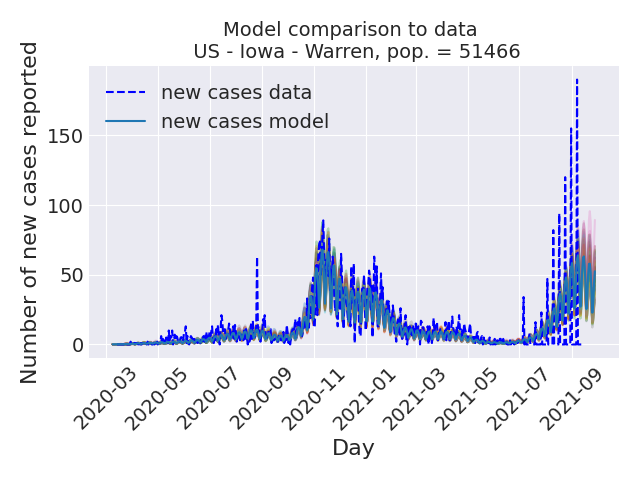 Model comparison to data
US - Iowa - Warren, pop. = 51466
Number of new cases reported
new cases data
new cases model
150
100
50
0
2020-03
2020-05
2020-07
2020-09
2020-11
2021-01
2021-03
2021-05
2021-07
2021-09
Day